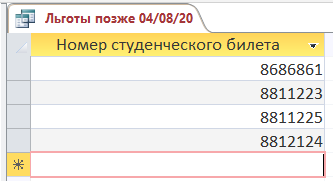 Льготы позже 04/08/20
Номер студенческого билета
8686861
8811223
8811225
8812124